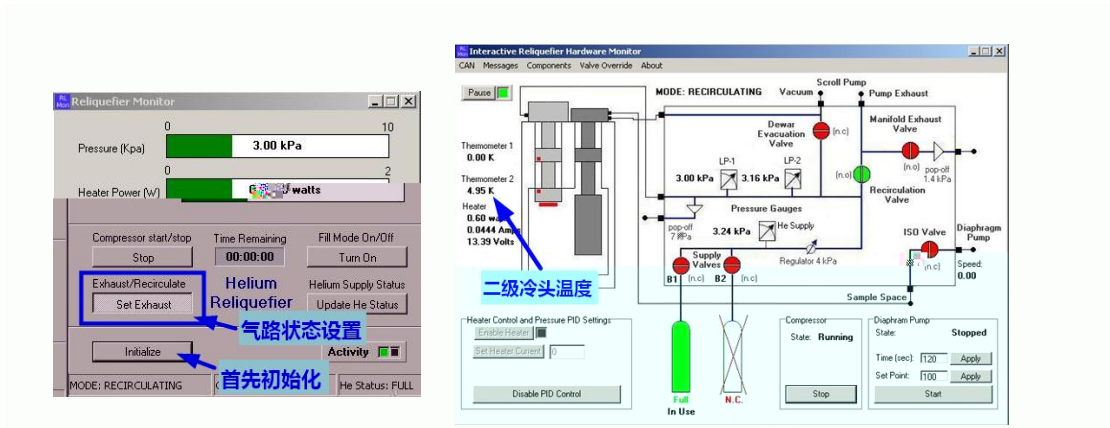 Reliquefier Monitor
0 10
Pressure (Kpa) 3.00 kPa
0 2
Heater Power (W) watts
Compressor start/stop Time Remaining Fill Mode On/Off
Stop 00:00:00 Turn On
Exhaust/Recirculate Helium Helium Supply Status
Set Exhaust Reliquefier Update He Status
气路状态设置
Initialize Activity
首先初始化
MODE: RECIRCULATING He Status: FULL
Interactive Reliquefier Hardware Monitor
CAN Messages Components Valve Override About
Pause MODE: RECIRCULATING
Scroll Pump
Vacuum Pump Exhaust
Dewar
Evacuation
Valve
(n.c)
Manifold Exhaust
Valve
(n.o) pop-off
1.4 kPa
Thermometer 1
0.00 K
Thermometer 2
4.95 K
Heater
0.0444 Amps
13.39 Volts
LP-1 LP-2
3.00 kPa 3.16 kPa
(n.o)
Recirculation
Valve
Pressure Gauges
pop-off
3.24 kPa He Supply
Regulator 4 kPa
ISO Valve Diaphragm
Pump
(n.c) Speed:
0.00
Supply
Valves
B1 (n.c) B2 (n.c)
二级冷头温度
Sample Space
Heater Control and Pressure PID Settings
Enable Heater
Set Heater Current 0
Disable PID Control
Full N.C.
In Use
Compressor
State: Running
Stop
Diaphram Pump
State: Stopped
Time (sec): 120 Apply
Set Point: 100 Apply
Start